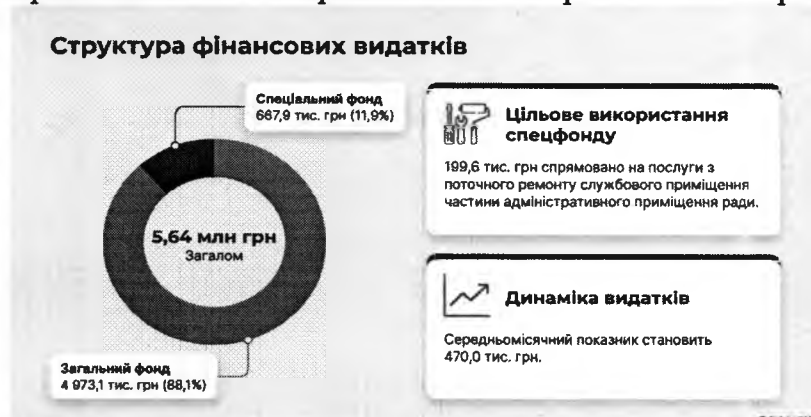 Структура фінансових видатків
Спеціальний фонд
667,9 тис. грн (11,9%)
5,64 млн грн
Загалом
Загальний фонд
4 973,1 тис. грн (88,1%)
Цільове використання
спецфонду
199,6 тис. грн спрямовано на послуги з
поточного ремонту службового приміщення
частини адміністративного приміщення ради.
Динаміка видатків
Середньомісячний показник становить
470,0 тис. грн.